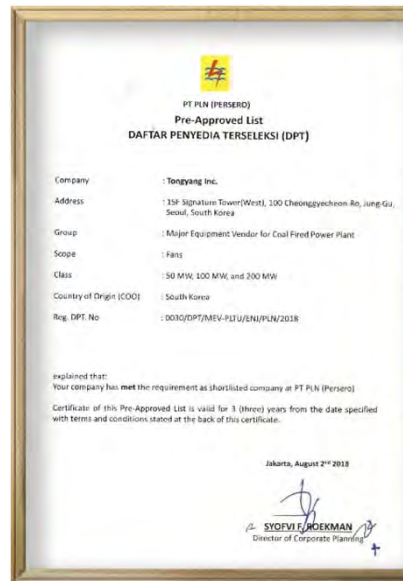 PT PLN (PERSERO)
Pre-Approved List
DAFTAR PENYEDIA TERSELEKSI (DPT)
Company : Tongyang Inc.
Address : 15F Signature Tower(West), 100 Cheonggyecheon-Ro, Jung-Gu,
Seoul, South Korea
Group : Major Equipment Vendor for Coal Fired Power Plant
Scope : Fans
Class : 50 MW, 100 MW, and 200 MW
Country of Origin (COO) : South Korea
Reg. DPT. No : 0030/DPT/MEV-PLTU/ENJ/PLN/2018
explained that:
Your company has met the requirement as shortlisted company at PT PLN (Persero)
Certificate of this Pre-Approved List is valid for 3 (three) years from the date specified
with terms and conditions stated at the back of this certificate.
Jakarta, August 2nd 2018
SYOFVI F. ROEKMAN
Director of Corporate Planning